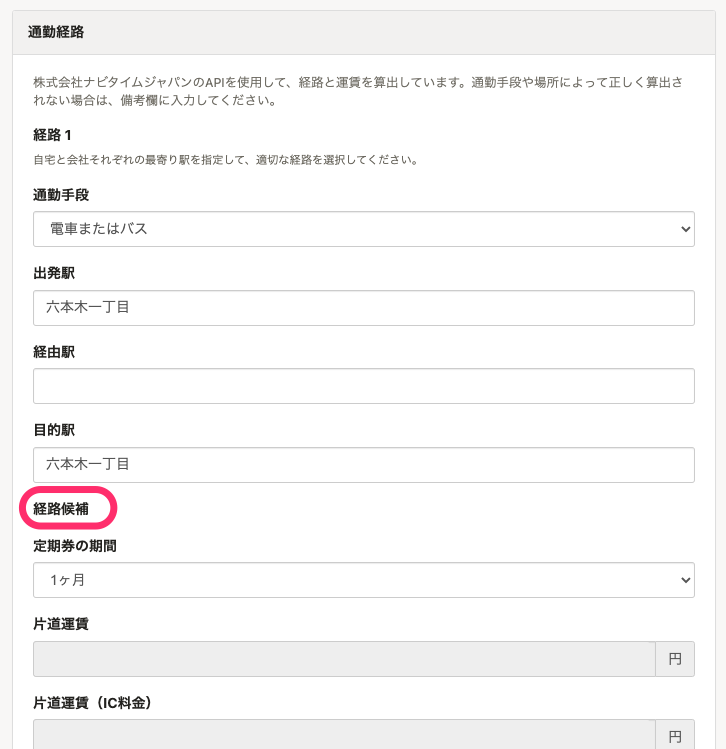 通勤経路
株式会社ナビタイムジャパンのAPIを使用して、経路と運賃を算出しています。通勤手段や場所によって正しく算出さ
れない場合は、備考欄に入力してください。
経路 1
自宅と会社それぞれの最寄り駅を指定して、適切な経路を選択してください。
通勤手段
電車またはバス
出発駅
六本木一丁目
経由駅
目的駅
六本木一丁目
経路候補
定期券の期間
1ヶ月
片道運賃
円
片道運賃（IC料金）
円